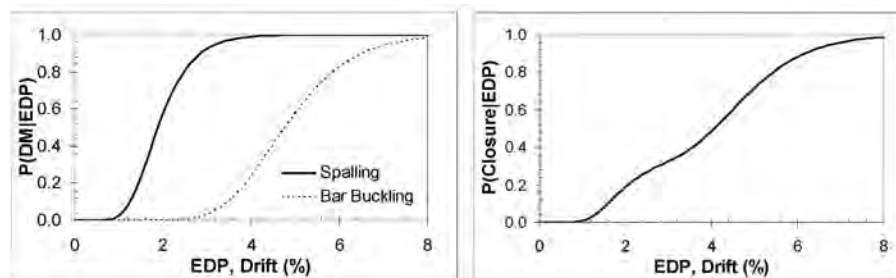 P(DM|EDP)
1.0
0.8
0.6
0.4
0.2
0.0
Spalling
Bar Buckling
0 2 4 6 8
EDP, Drift (%)
P(Closure|EDP)
1.0
0.8
0.6
0.4
0.2
0.0
0 2 4 6 8
EDP, Drift (%)